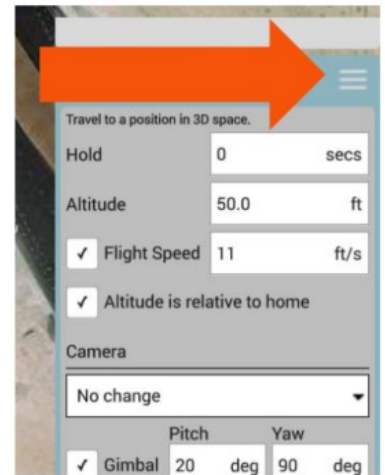 Travel to a position in 3D space.
Hold 0 secs
Altitude 50.0 ft
✓ Flight Speed 11 ft/s
✓ Altitude is relative to home
Camera
No change
Pitch Yaw
✓ Gimbal 20 deg 90 deg